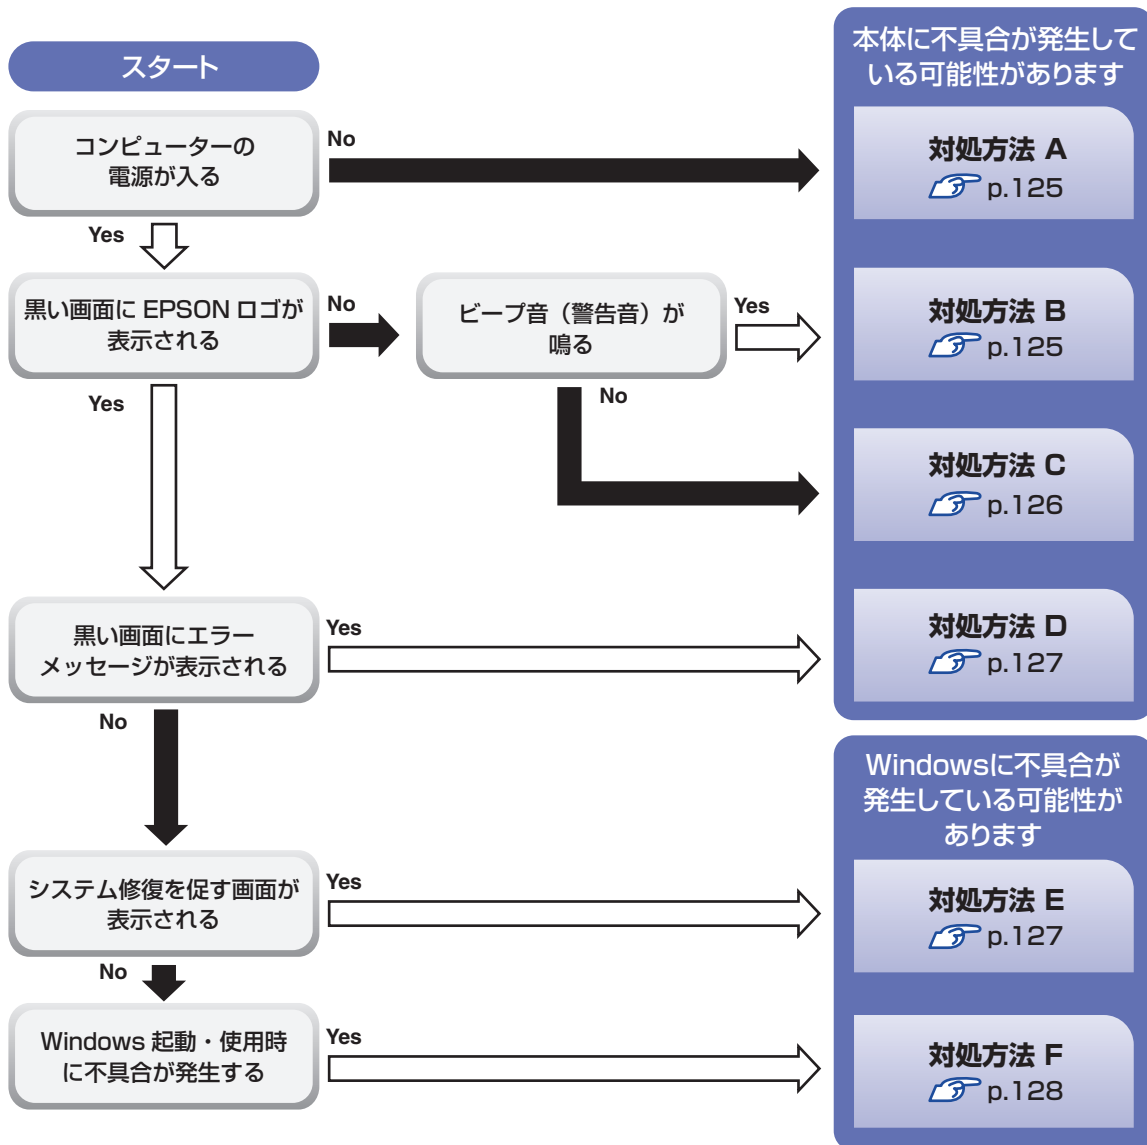 スタート
コンピューターの
電源が入る
No
Yes
黒い画面に EPSON ロゴが
表示される
No
ビープ音（警告音）が
鳴る
Yes
No
Yes
黒い画面にエラー
メッセージが表示される
Yes
No
システム修復を促す画面が
表示される
Yes
No
Windows 起動・使用時
に不具合が発生する
Yes
本体に不具合が発生して
いる可能性があります
対処方法 A
p.125
対処方法 B
p.125
対処方法 C
p.126
対処方法 D
p.127
Windowsに不具合が
発生している可能性が
あります
対処方法 E
p.127
対処方法 F
p.128